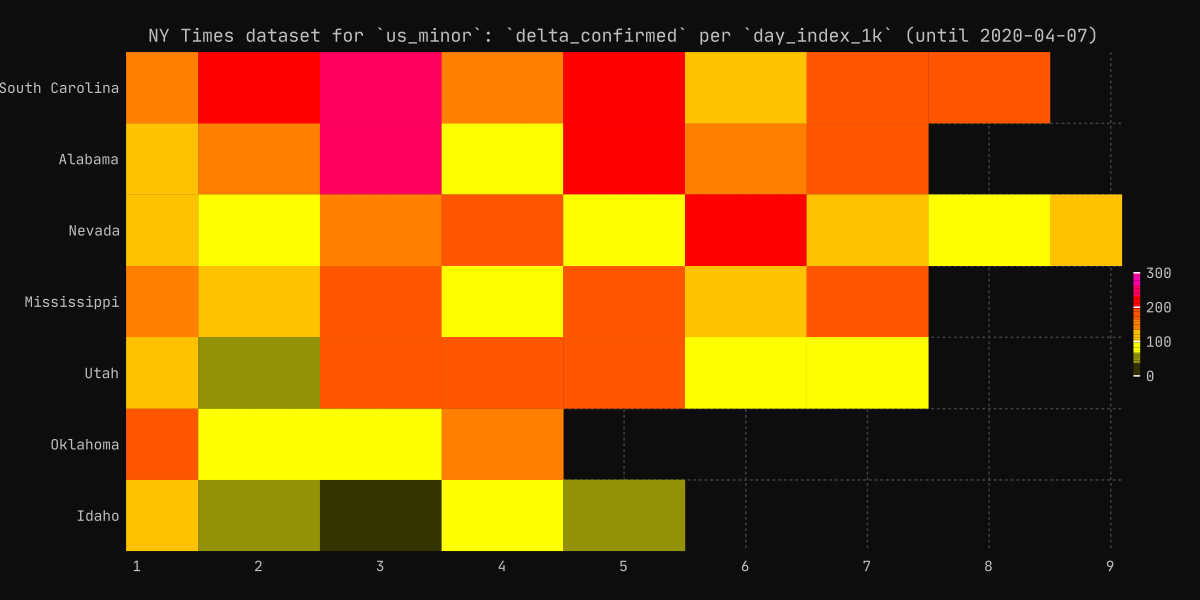 NY Times dataset for `us_minor`: `delta_confirmed` per `day_index_1k` (until 2020-04-07)
South Carolina
Alabama
Nevada
Mississippi
Utah
Oklahoma
Idaho
300
200
100
0
1 2 3 4 5 6 7 8 9